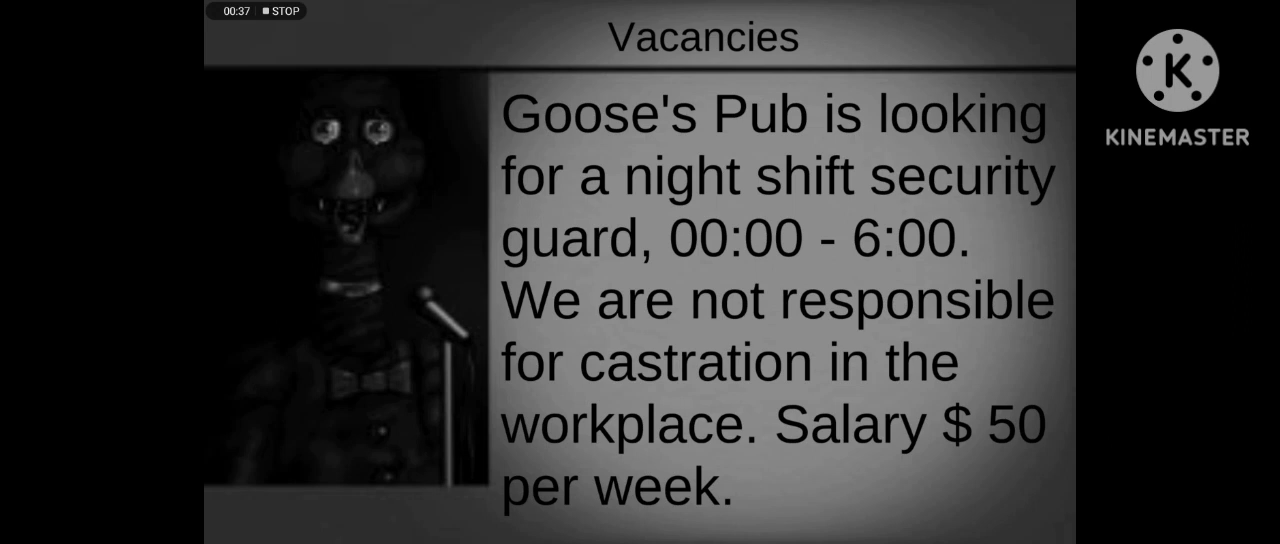 00:37 STOP
Vacancies
Goose's Pub is looking
for a night shift security
guard, 00:00 - 6:00.
We are not responsible
for castration in the
workplace. Salary $ 50
per week.
K
KINEMASTER